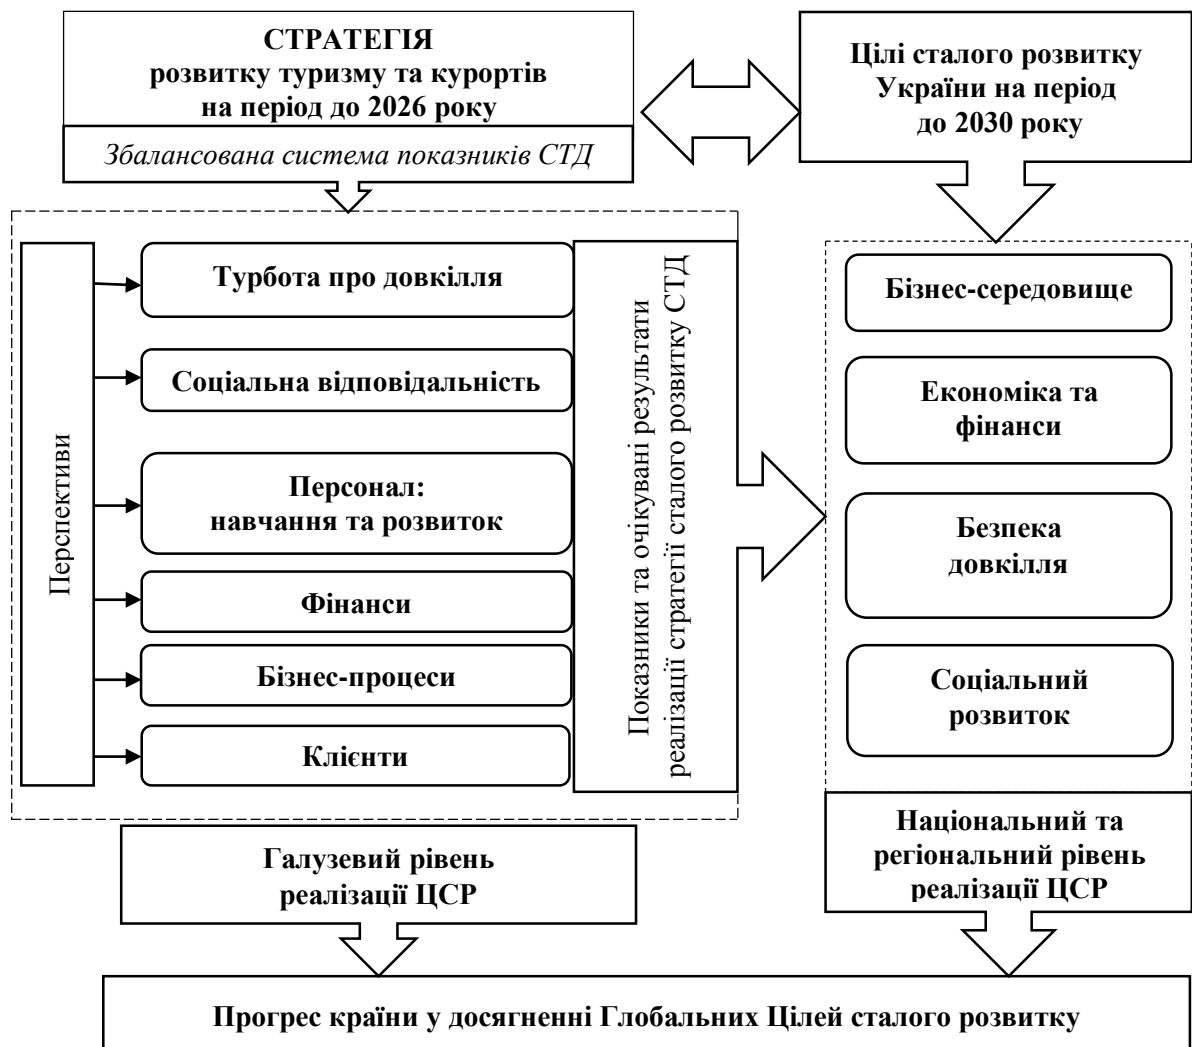 СТРАТЕГІЯ
розвитку туризму та курортів
на період до 2026 року
Збалансована система показників СТД
Цілі сталого розвитку
України на період
до 2030 року
Перспективи
Турбота про довкілля
Соціальна відповідальність
Персонал:
навчання та розвиток
Фінанси
Бізнес-процеси
Клієнти
Показники та очікувані результати
реалізації стратегії сталого розвитку СТД
Бізнес-середовище
Економіка та
фінанси
Безпека
довкілля
Соціальний
розвиток
Галузевий рівень
реалізації ЦСР
Національний та
регіональний рівень
реалізації ЦСР
Прогрес країни у досягненні Глобальних Цілей сталого розвитку